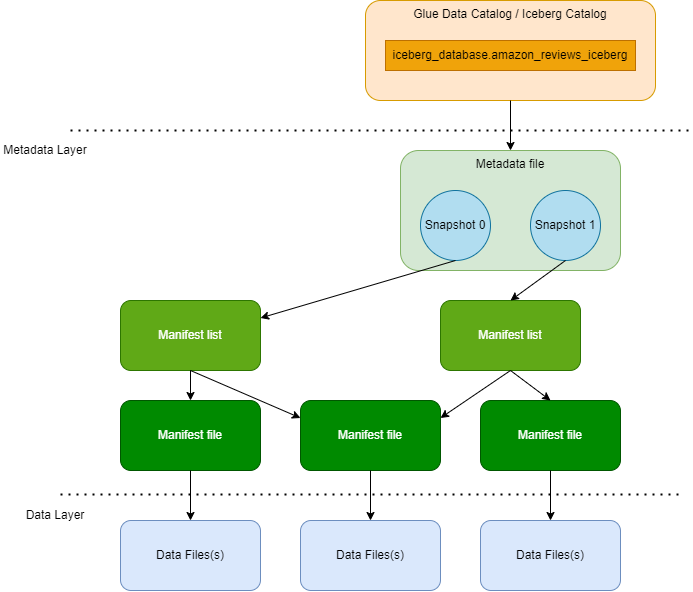 Glue Data Catalog / Iceberg Catalog
iceberg_database.amazon_reviews_iceberg
Metadata Layer
Metadata file
Snapshot 0
Snapshot 1
Manifest list
Manifest list
Manifest file
Manifest file
Manifest file
Data Layer
Data Files(s)
Data Files(s)
Data Files(s)